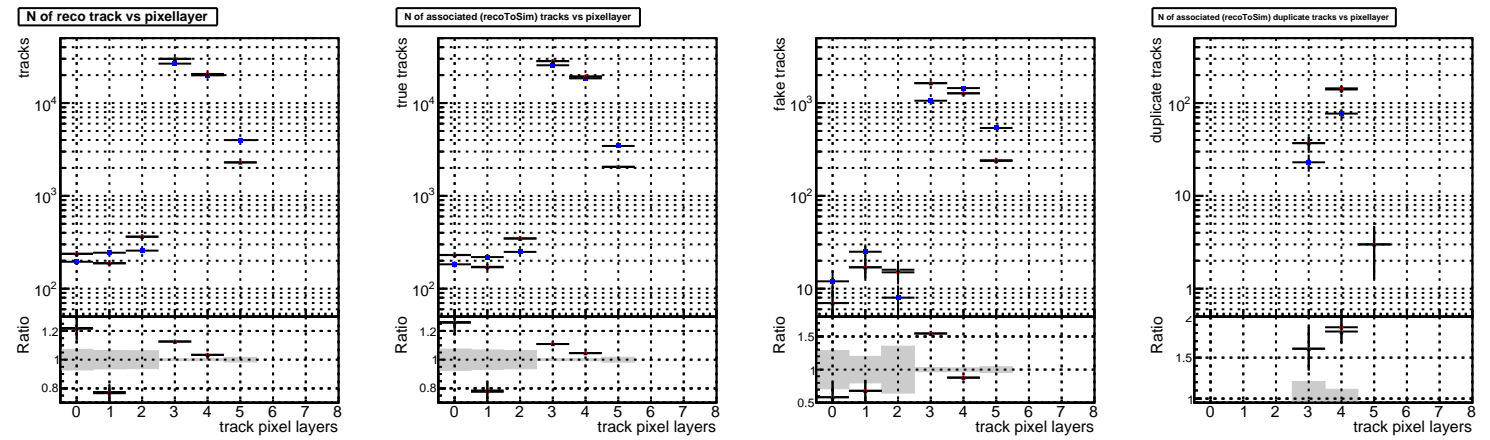 N of reco track vs pixellayer
tracks
10^4
10^3
10^2
Ratio
1.2
1
0.8
0 1 2 3 4 5 6 7 8
track pixel layers
N of associated (recoToSim) tracks vs pixellayer
true tracks
10^4
10^3
10^2
Ratio
1.2
1
0.8
0 1 2 3 4 5 6 7 8
track pixel layers
fake tracks
10^3
10^2
10
Ratio
1.5
1
0.5
0 1 2 3 4 5 6 7 8
track pixel layers
N of associated (recoToSim) duplicate tracks vs pixellayer
duplicate tracks
10^2
10
1
Ratio
2
1.5
1
0 1 2 3 4 5 6 7 8
track pixel layers